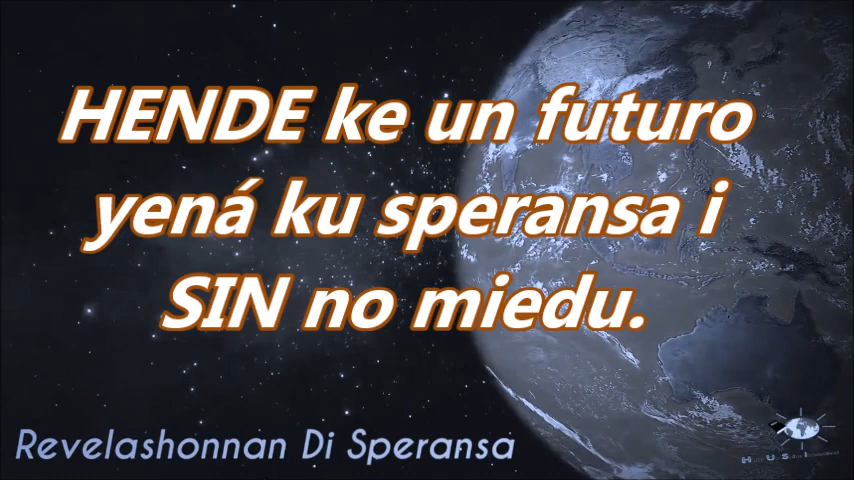 HENDE ke un futuro
yená ku speransa i
SIN no miedu.
Revelashonnan Di Speransa